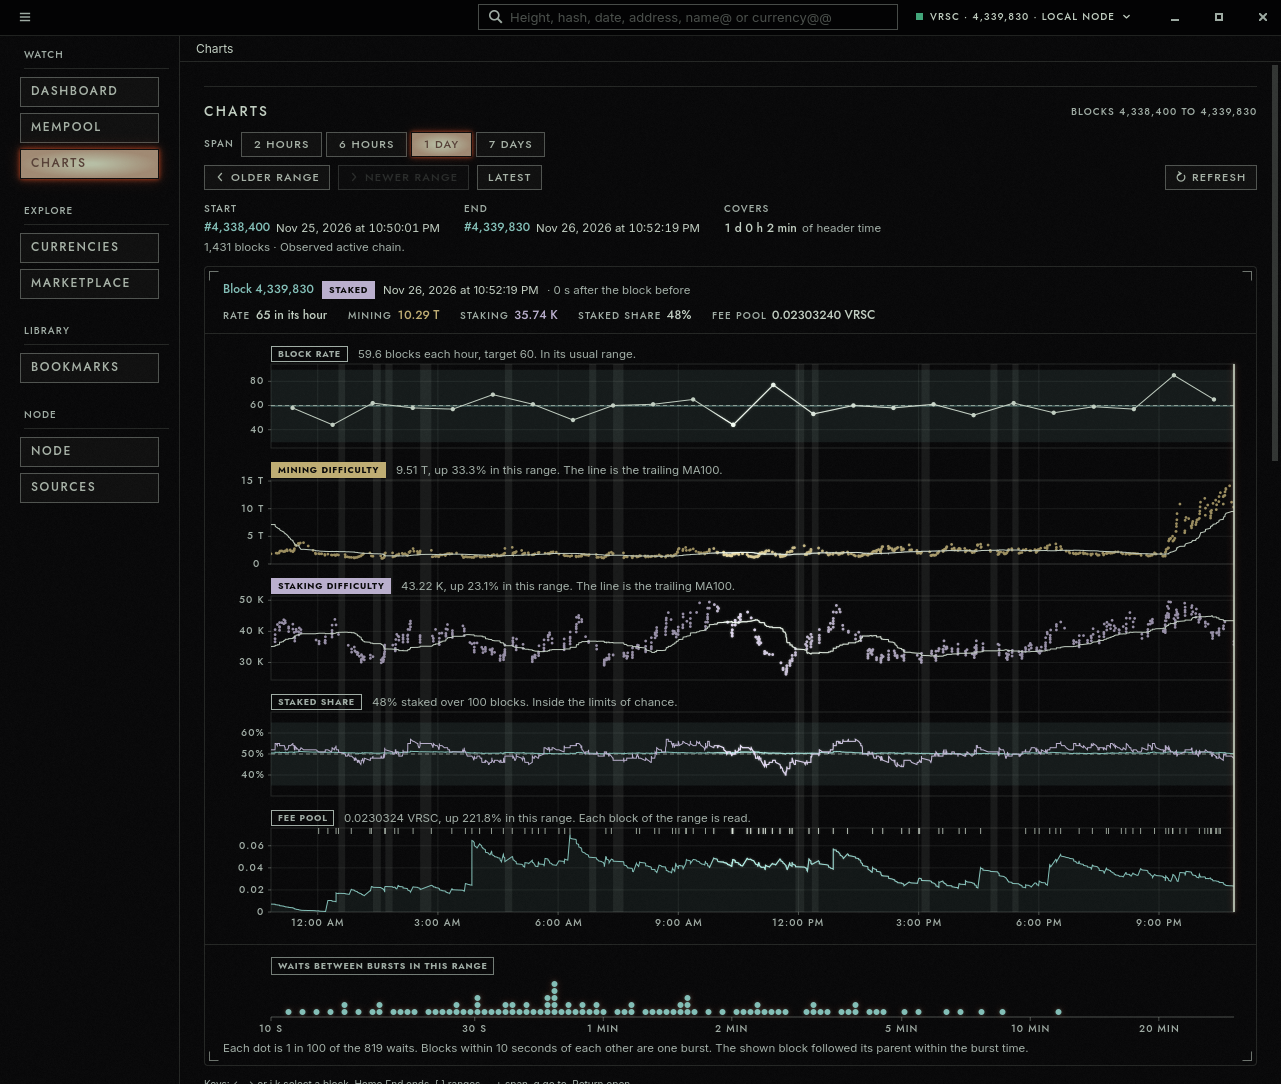 Height, hash, date, address, name@ or currency@@
VRSC · 4,339,830 · LOCAL NODE
WATCH
DASHBOARD
MEMPOOL
CHARTS
EXPLORE
CURRENCIES
MARKETPLACE
LIBRARY
BOOKMARKS
NODE
NODE
SOURCES
Charts
CHARTS
BLOCKS 4,338,400 TO 4,339,830
SPAN 2 HOURS 6 HOURS 1 DAY 7 DAYS
OLDER RANGE NEWER RANGE LATEST REFRESH
START END COVERS
#4,338,400 Nov 25, 2026 at 10:50:01 PM #4,339,830 Nov 26, 2026 at 10:52:19 PM 1 d 0 h 2 min of header time
1,431 blocks · Observed active chain.
Block 4,339,830 STAKED Nov 26, 2026 at 10:52:19 PM · 0 s after the block before
RATE 65 in its hour MINING 10.29 T STAKING 35.74 K STAKED SHARE 48% FEE POOL 0.02303240 VRSC
BLOCK RATE 59.6 blocks each hour, target 60. In its usual range.
80
60
40
MINING DIFFICULTY 9.51 T, up 33.3% in this range. The line is the trailing MA100.
15 T
10 T
5 T
0
STAKING DIFFICULTY 43.22 K, up 23.1% in this range. The line is the trailing MA100.
50 K
40 K
30 K
STAKED SHARE 48% staked over 100 blocks. Inside the limits of chance.
60%
50%
40%
FEE POOL 0.0230324 VRSC, up 221.8% in this range. Each block of the range is read.
0.06
0.04
0.02
0
12:00 AM 3:00 AM 6:00 AM 9:00 AM 12:00 PM 3:00 PM 6:00 PM 9:00 PM
WAITS BETWEEN BURSTS IN THIS RANGE
10 S 30 S 1 MIN 2 MIN 5 MIN 10 MIN 20 MIN
Each dot is 1 in 100 of the 819 waits. Blocks within 10 seconds of each other are one burst. The shown block followed its parent within the burst time.